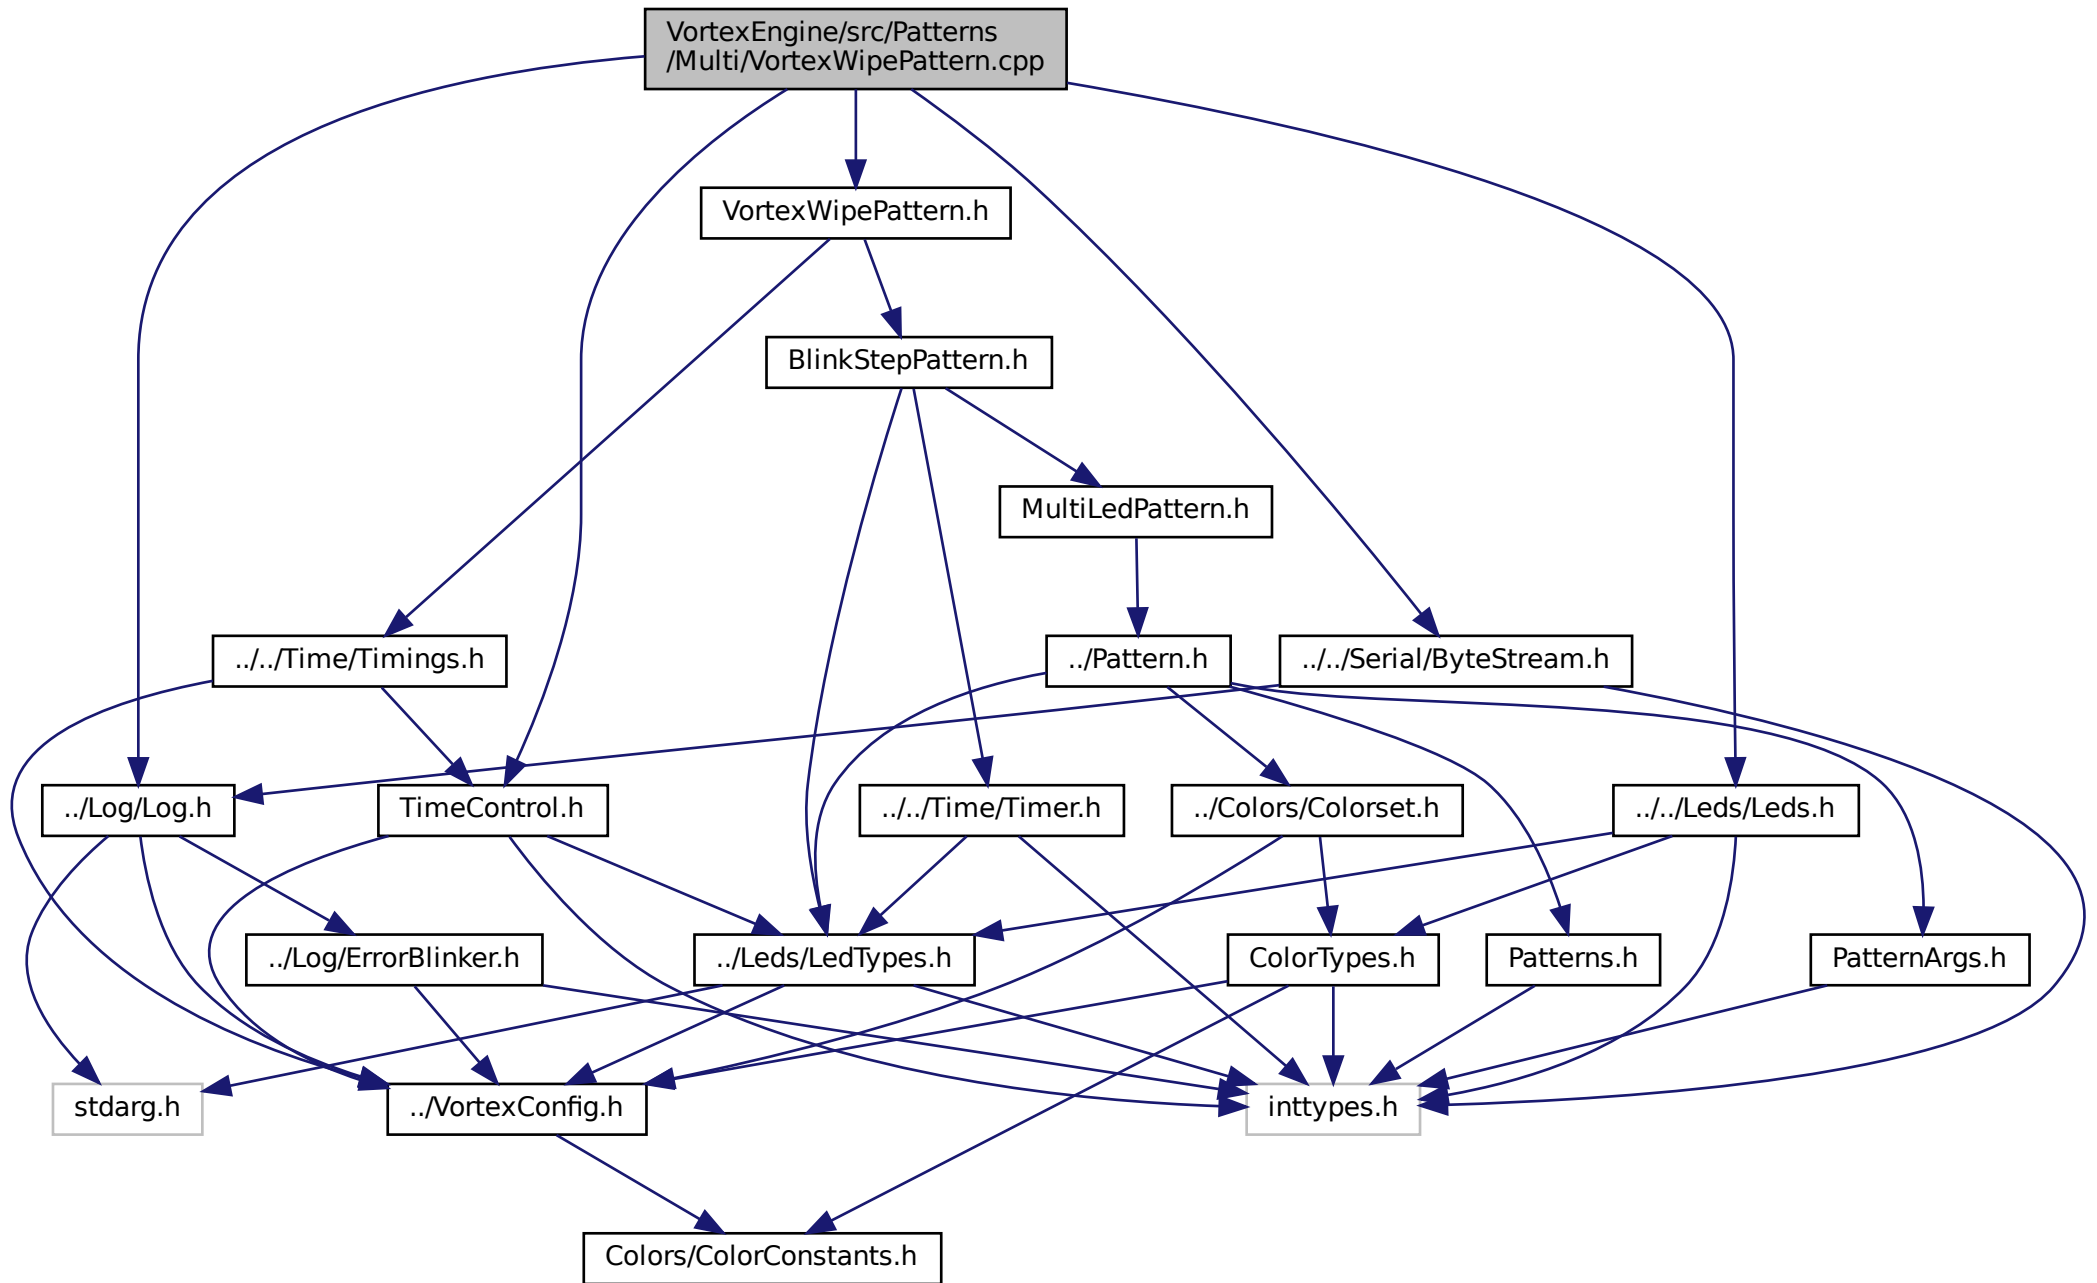 VortexEngine/src/Patterns
/Multi/VortexWipePattern.cpp
VortexWipePattern.h
BlinkStepPattern.h
MultiLedPattern.h
../../Time/Timings.h
../Pattern.h
../../Serial/ByteStream.h
../Log/Log.h
TimeControl.h
../../Time/Timer.h
../Colors/Colorset.h
../../Leds/Leds.h
../Log/ErrorBlinker.h
../Leds/LedTypes.h
ColorTypes.h
Patterns.h
PatternArgs.h
stdarg.h
../VortexConfig.h
inttypes.h
Colors/ColorConstants.h